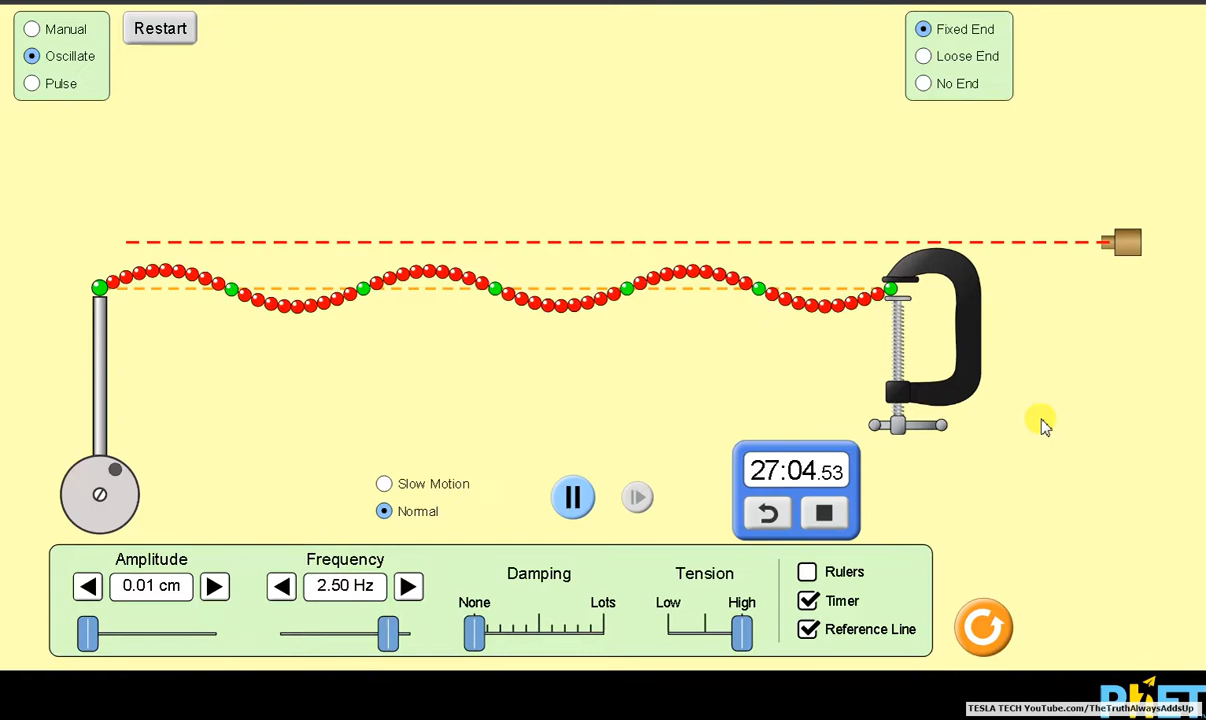 Manual
Oscillate
Pulse
Restart
Fixed End
Loose End
No End
Slow Motion
Normal
27:04.53
Amplitude
0.01 cm
Frequency
2.50 Hz
Damping
None
Lots
Tension
Low
High
Rulers
Timer
Reference Line
TESLA TECH YouTube.com/TheTruthAlwaysAddsUp